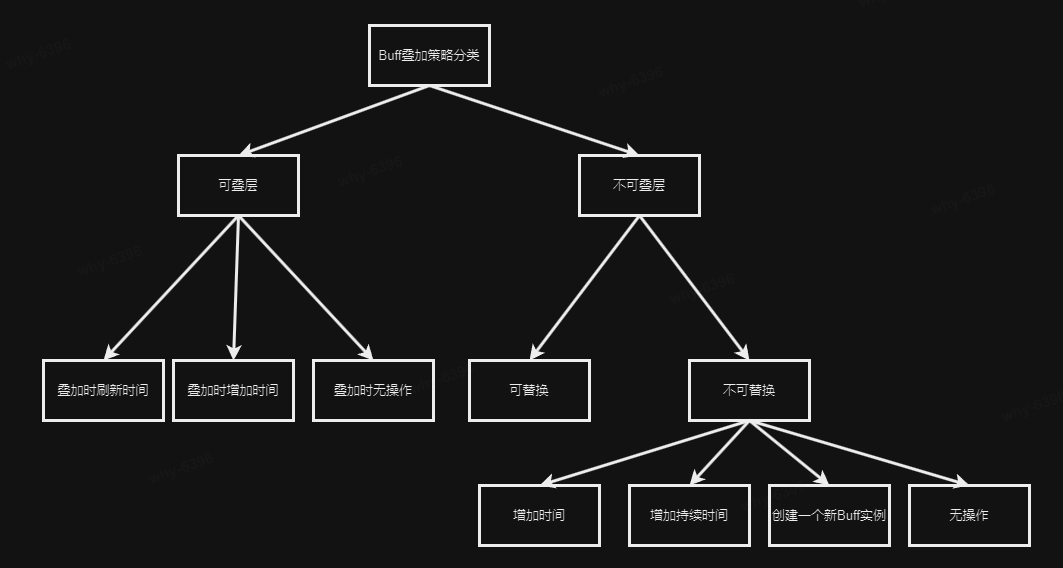 Buff叠加策略分类
可叠层
不可叠层
叠加时刷新时间
叠加时增加时间
叠加时无操作
可替换
不可替换
增加时间
增加持续时间
创建一个新Buff实例
无操作